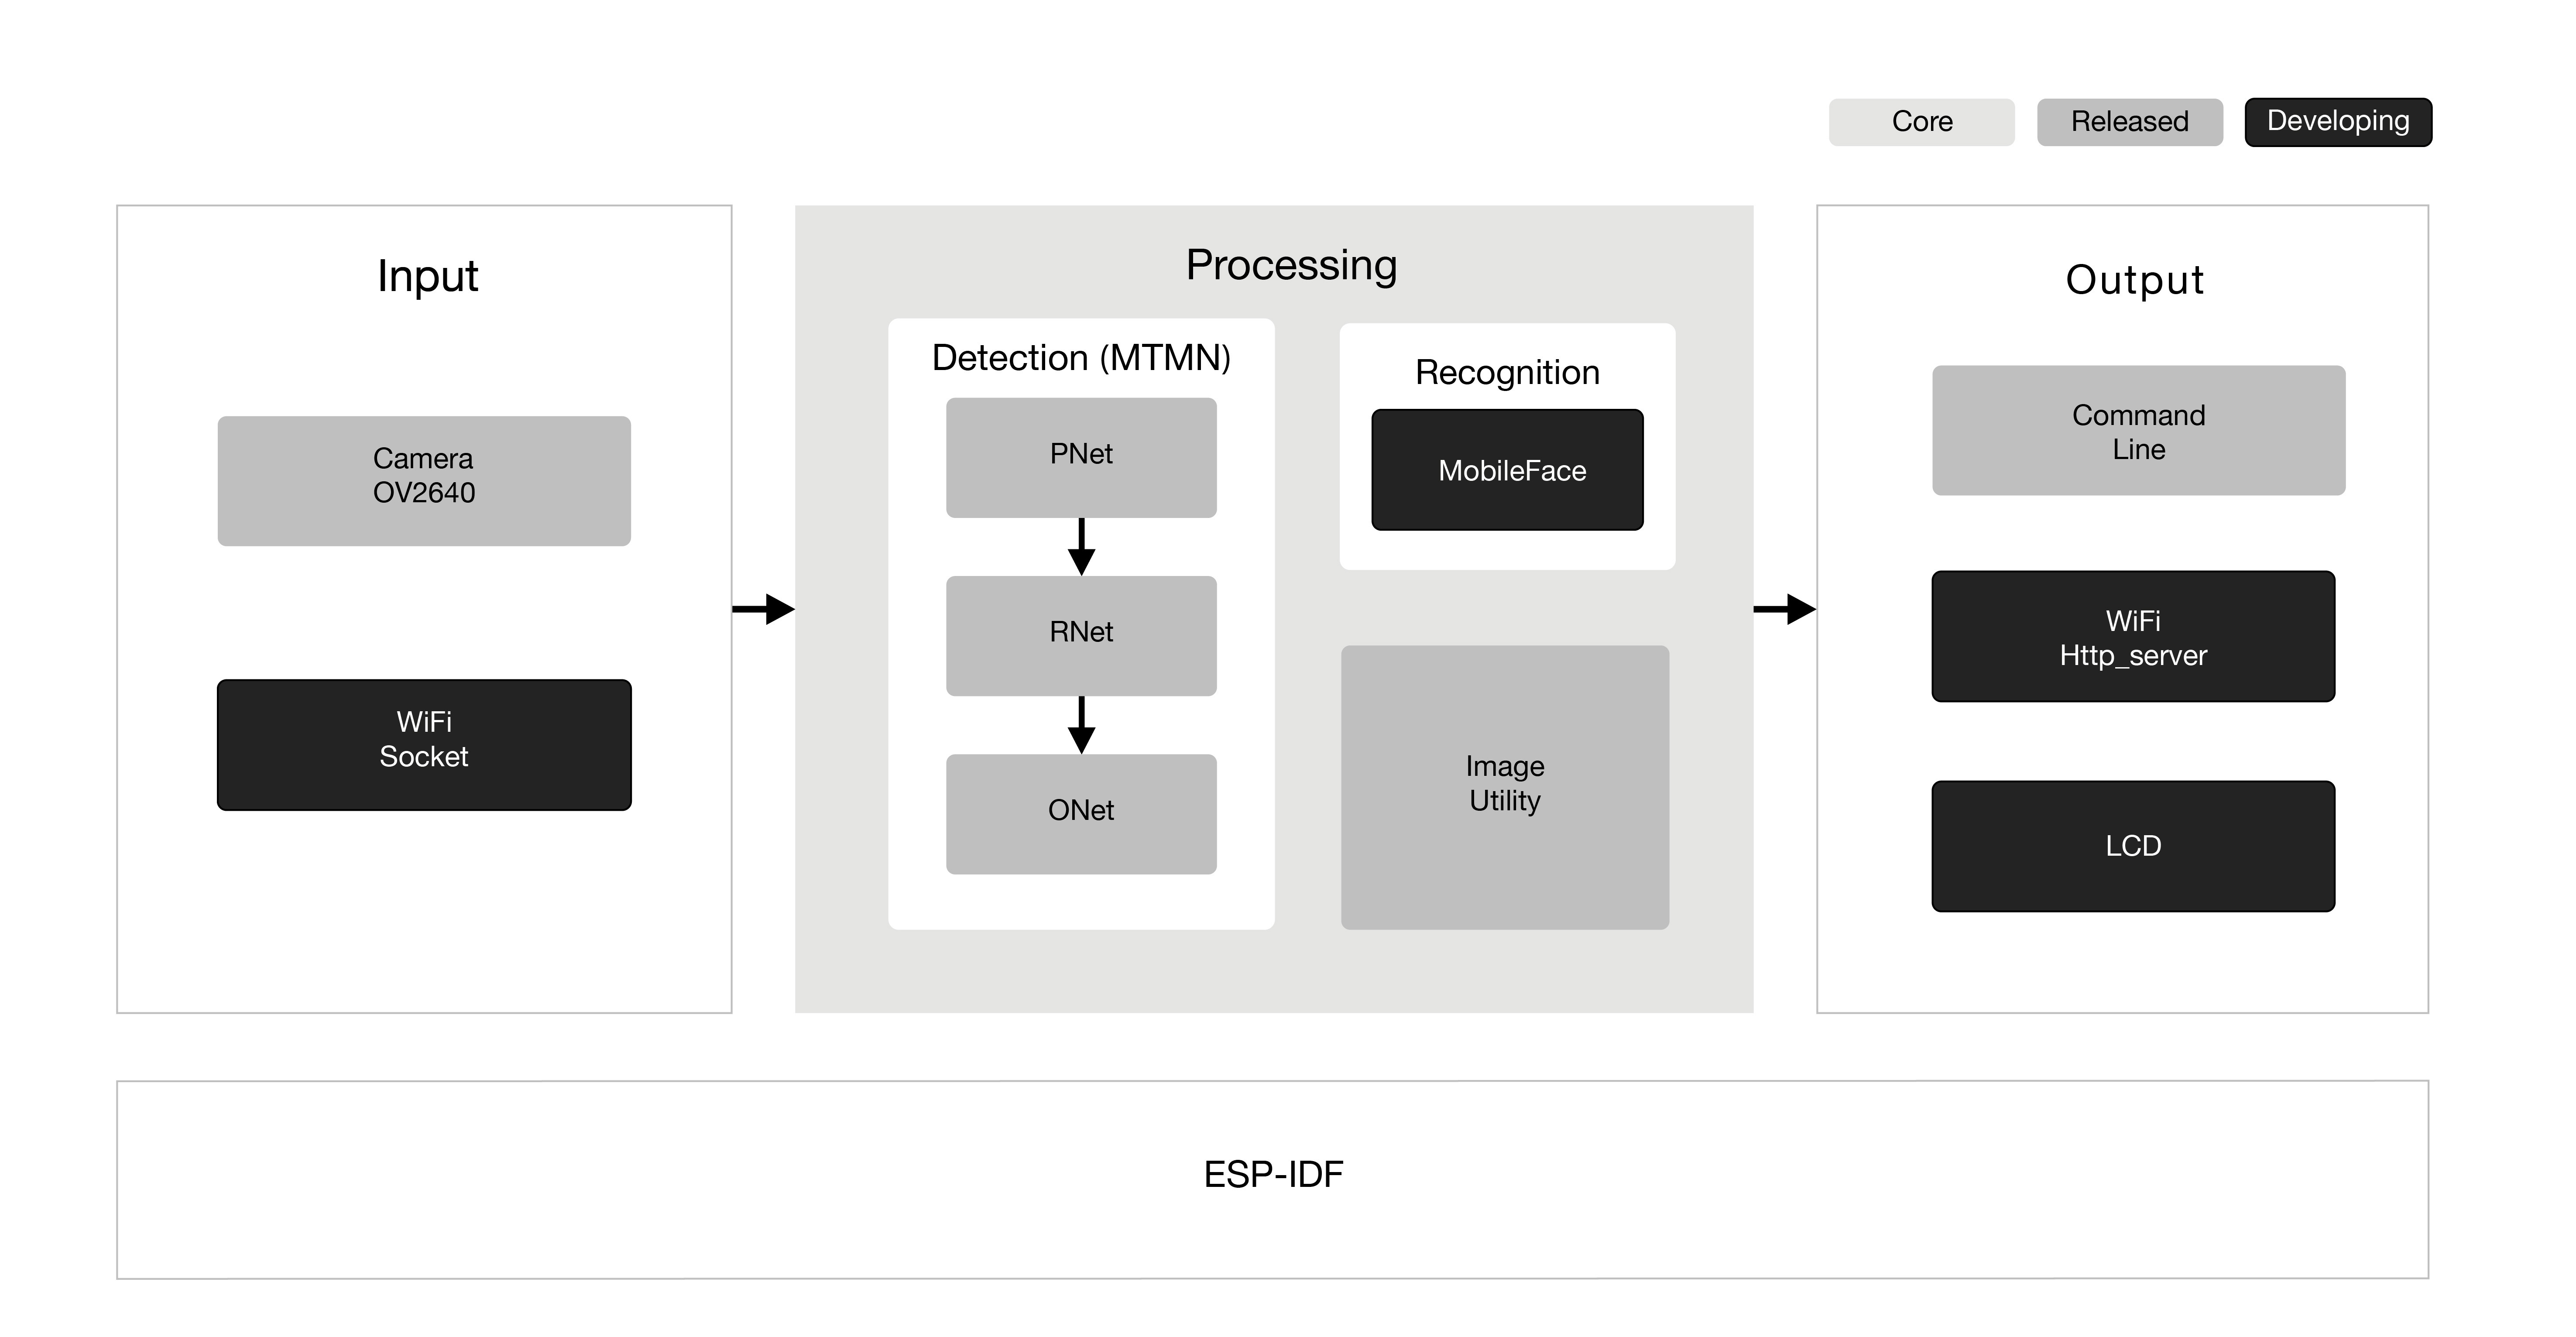 Core
Released
Developing
Input
Camera
OV2640
WiFi
Socket
Processing
Detection (MTMN)
PNet
RNet
ONet
Recognition
MobileFace
Image
Utility
Output
Command
Line
WiFi
Http_server
LCD
ESP-IDF